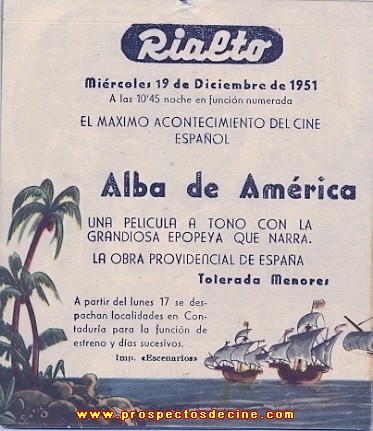 Rialto
Miércoles 19 de Diciembre de 1951
A las 10'45 noche en función numerada
EL MAXIMO ACONTECIMIENTO DEL CINE
ESPAÑOL
Alba de América
UNA PELICULA A TONO CON LA
GRANDIOSA EPOPEYA QUE NARRA.
LA OBRA PROVIDENCIAL DE ESPAÑA
Tolerada Menores
A partir del lunes 17 se des-
pachan localidades en Con-
taduría para la función de
estreno y días sucesivos.
Imp. «Escenarios»
www.prospectosdecine.com